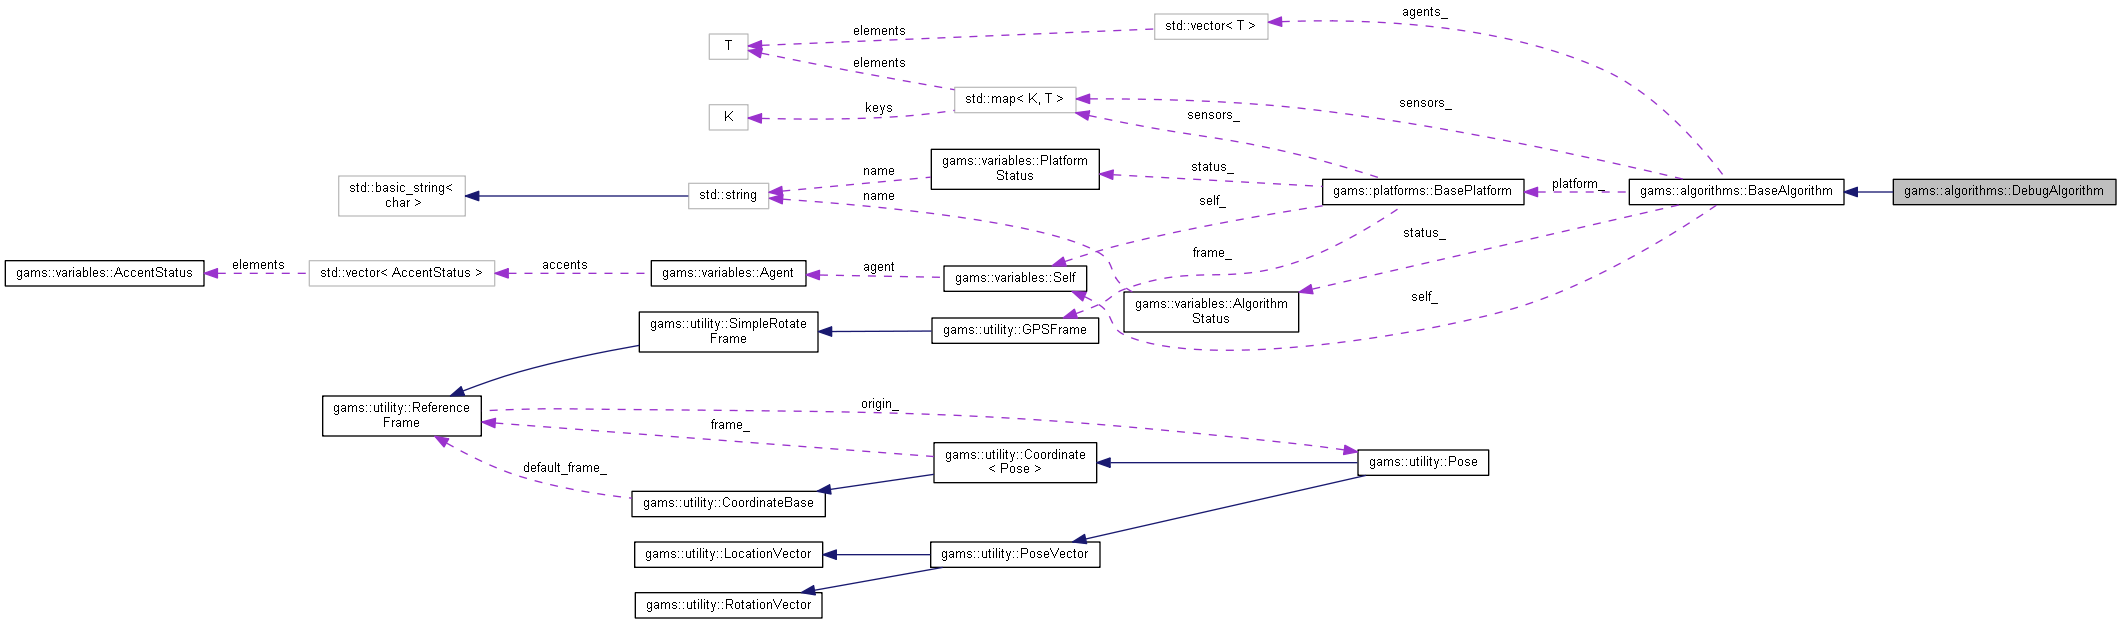 agents_
std::vector< T >
elements
T
elements
std::map< K, T >
sensors_
keys
K
sensors_
gams::variables::Platform
Status
status_
name
std::basic_string<
char >
std::string
name
gams::platforms::BasePlatform
platform_
gams::algorithms::BaseAlgorithm
gams::algorithms::DebugAlgorithm
self_
status_
frame_
gams::variables::AccentStatus
elements
std::vector< AccentStatus >
accents
gams::variables::Agent
agent
gams::variables::Self
self_
gams::variables::Algorithm
Status
gams::utility::SimpleRotate
Frame
gams::utility::GPSFrame
gams::utility::Reference
Frame
origin_
frame_
gams::utility::Coordinate
< Pose >
gams::utility::Pose
default_frame_
gams::utility::CoordinateBase
gams::utility::LocationVector
gams::utility::PoseVector
gams::utility::RotationVector